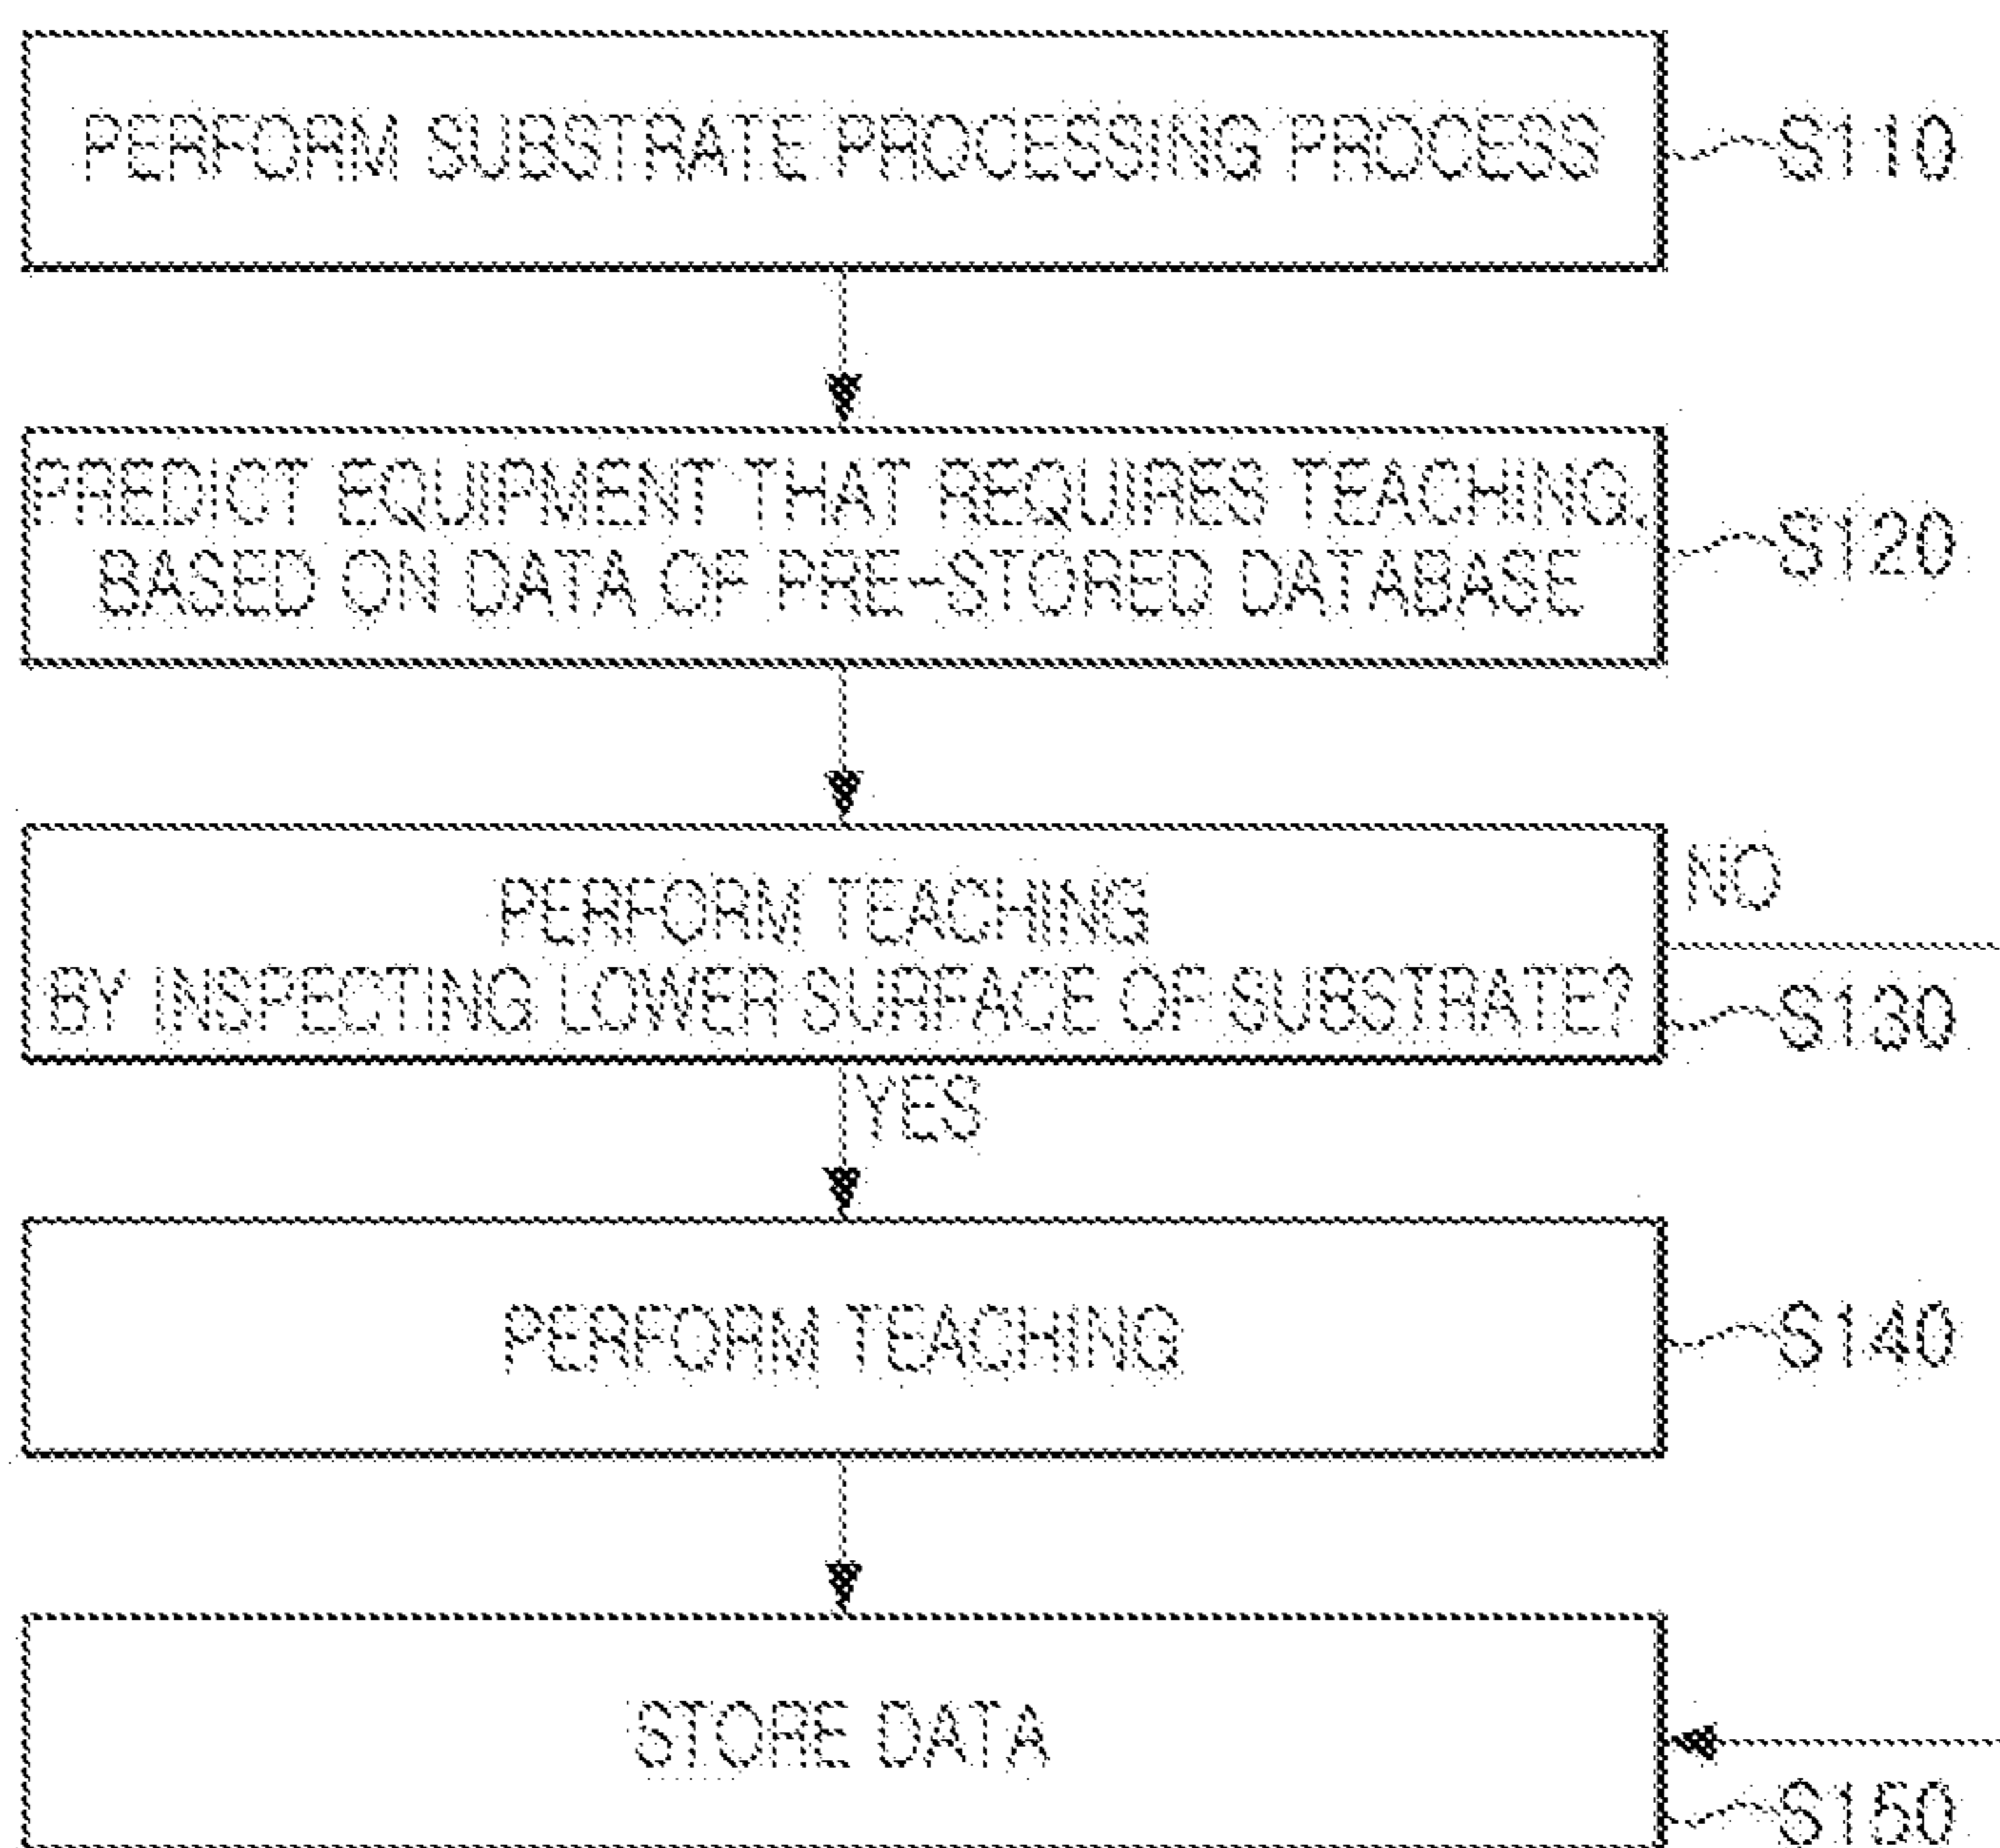 PERFORM SUBSTRATE PROCESSING PROCESS
S110
PREDICT EQUIPMENT THAT REQUIRES TEACHING,
BASED ON DATA OF PRE-STORED DATABASE
S120
PERFORM TEACHING
BY INSPECTING LOWER SURFACE OF SUBSTRATE?
NO
S130
YES
PERFORM TEACHING
S140
STORE DATA
S150